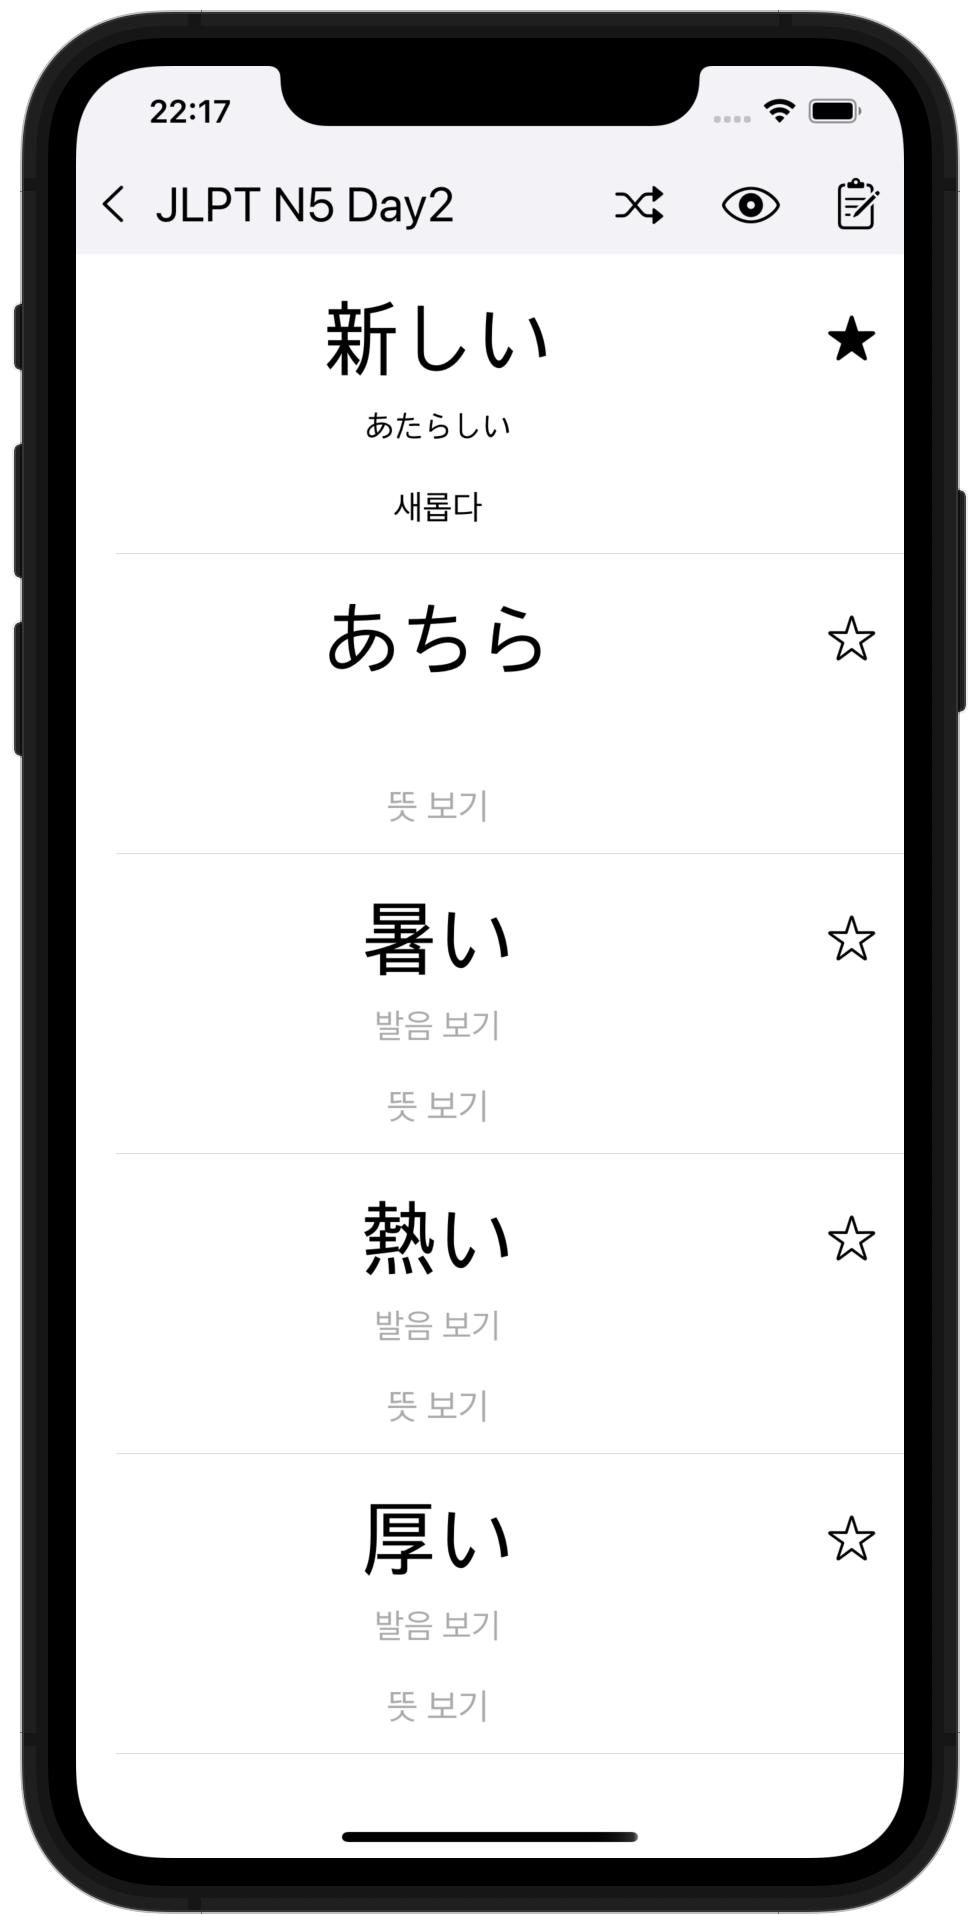 22:17
JLPT N5 Day2
新しい
あたらしい
새롭다
あちら
뜻 보기
暑い
발음 보기
뜻 보기
熱い
발음 보기
뜻 보기
厚い
발음 보기
뜻 보기